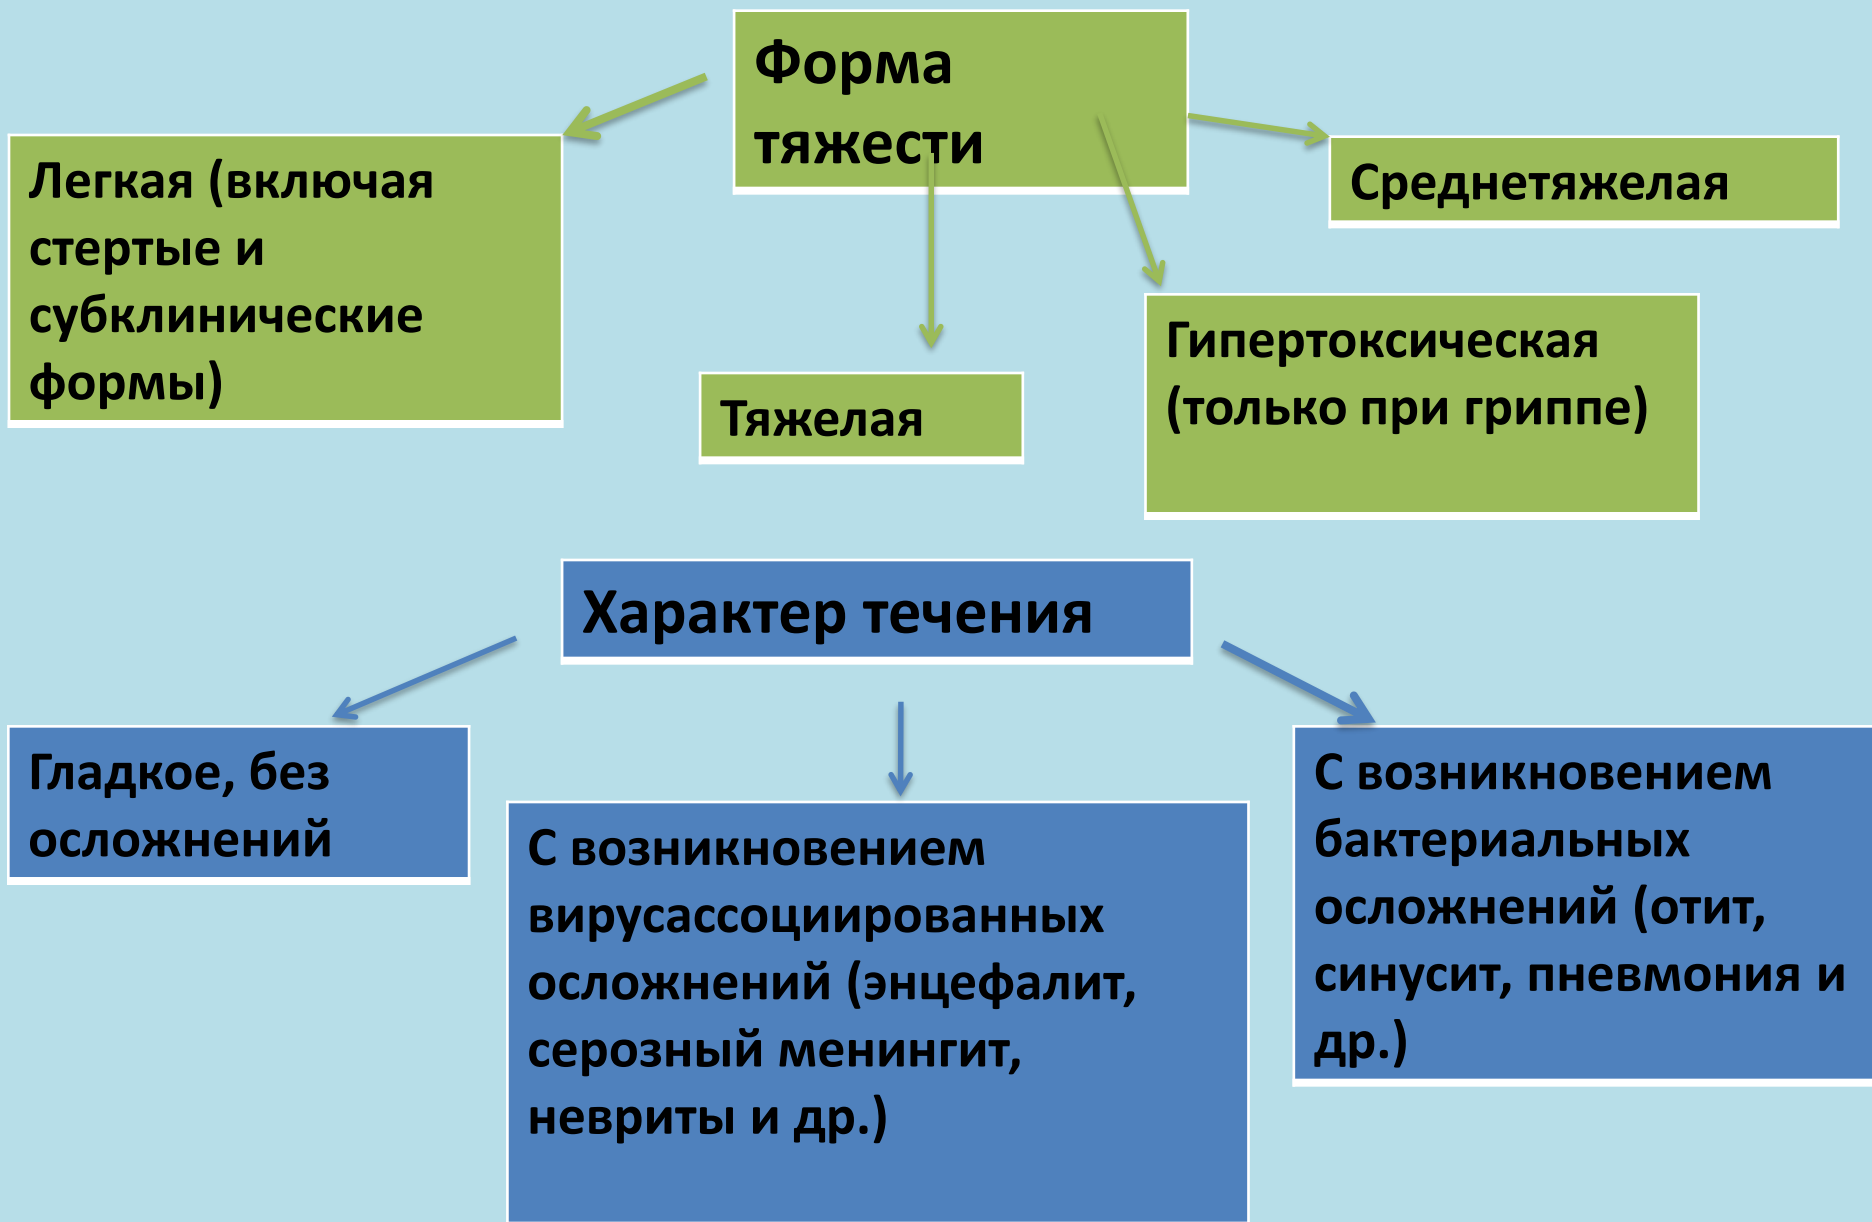 Форма
тяжести
Легкая (включая
стертые и
субклинические
формы)
Среднетяжелая
Тяжелая
Гипертоксическая
(только при гриппе)
Характер течения
Гладкое, без
осложнений
С возникновением
вирусассоциированных
осложнений (энцефалит,
серозный менингит,
невриты и др.)
С возникновением
бактериальных
осложнений (отит,
синусит, пневмония и
др.)